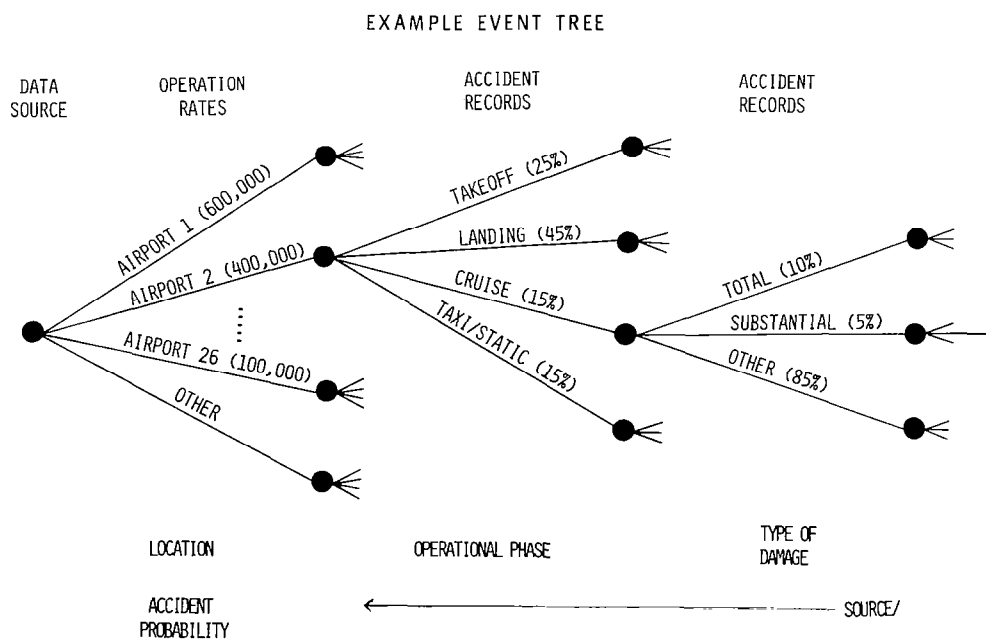 EXAMPLE EVENT TREE
DATA
SOURCE
OPERATION
RATES
ACCIDENT
RECORDS
ACCIDENT
RECORDS
AIRPORT 1 (600,000)
AIRPORT 2 (400,000)
AIRPORT 26 (100,000)
OTHER
TAKEOFF (25%)
LANDING (45%)
CRUISE (15%)
TAXI/STATIC (15%)
TOTAL (10%)
SUBSTANTIAL (5%)
OTHER (85%)
LOCATION
OPERATIONAL PHASE
TYPE OF
DAMAGE
ACCIDENT
PROBABILITY
SOURCE/